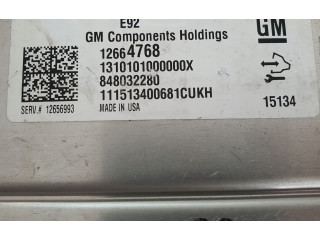 E92
GM Components Holdings
GM
12664768
1310101000000X
848032280
111513400681CUKH
MADE IN USA
15134
SERV.# 12656993